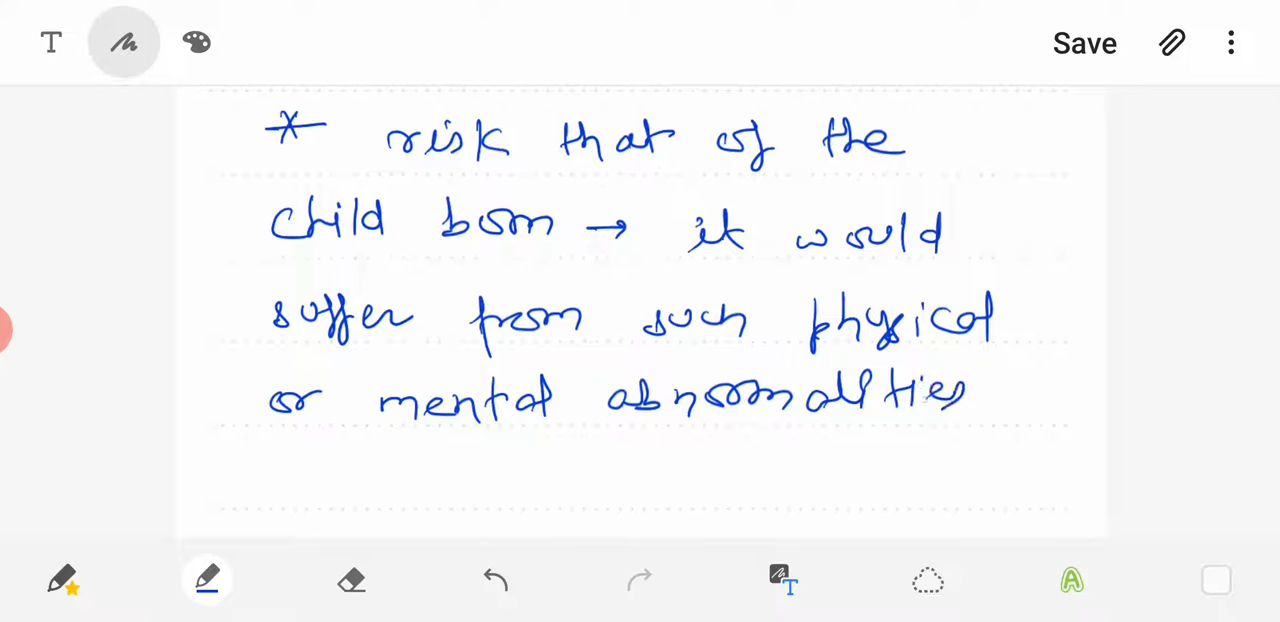 T Save
* risk that of the
child born → it would
suffer from such physical
or mental abnormalities
T
A